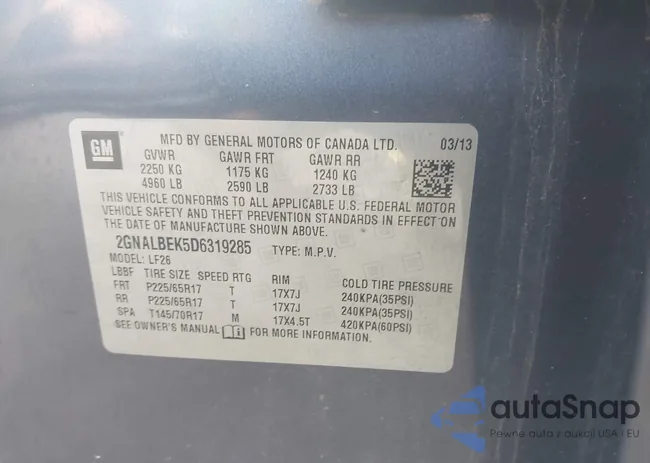 GM
MFD BY GENERAL MOTORS OF CANADA LTD. 03/13
GVWR GAWR FRT GAWR RR
2250 KG 1175 KG 1240 KG
4960 LB 2590 LB 2733 LB
THIS VEHICLE CONFORMS TO ALL APPLICABLE U.S. FEDERAL MOTOR
VEHICLE SAFETY AND THEFT PREVENTION STANDARDS IN EFFECT ON
THE DATE OF MANUFACTURE SHOWN ABOVE.
2GNALBEK5D6319285 TYPE: M.P.V.
MODEL: LF26
LBBF TIRE SIZE SPEED RTG RIM COLD TIRE PRESSURE
FRT P225/65R17 T 17X7J 240KPA(35PSI)
RR P225/65R17 T 17X7J 240KPA(35PSI)
SPA T145/70R17 M 17X4.5T 420KPA(60PSI)
SEE OWNER'S MANUAL FOR MORE INFORMATION.
autaSnap
Pewne auta z aukcji USA i EU